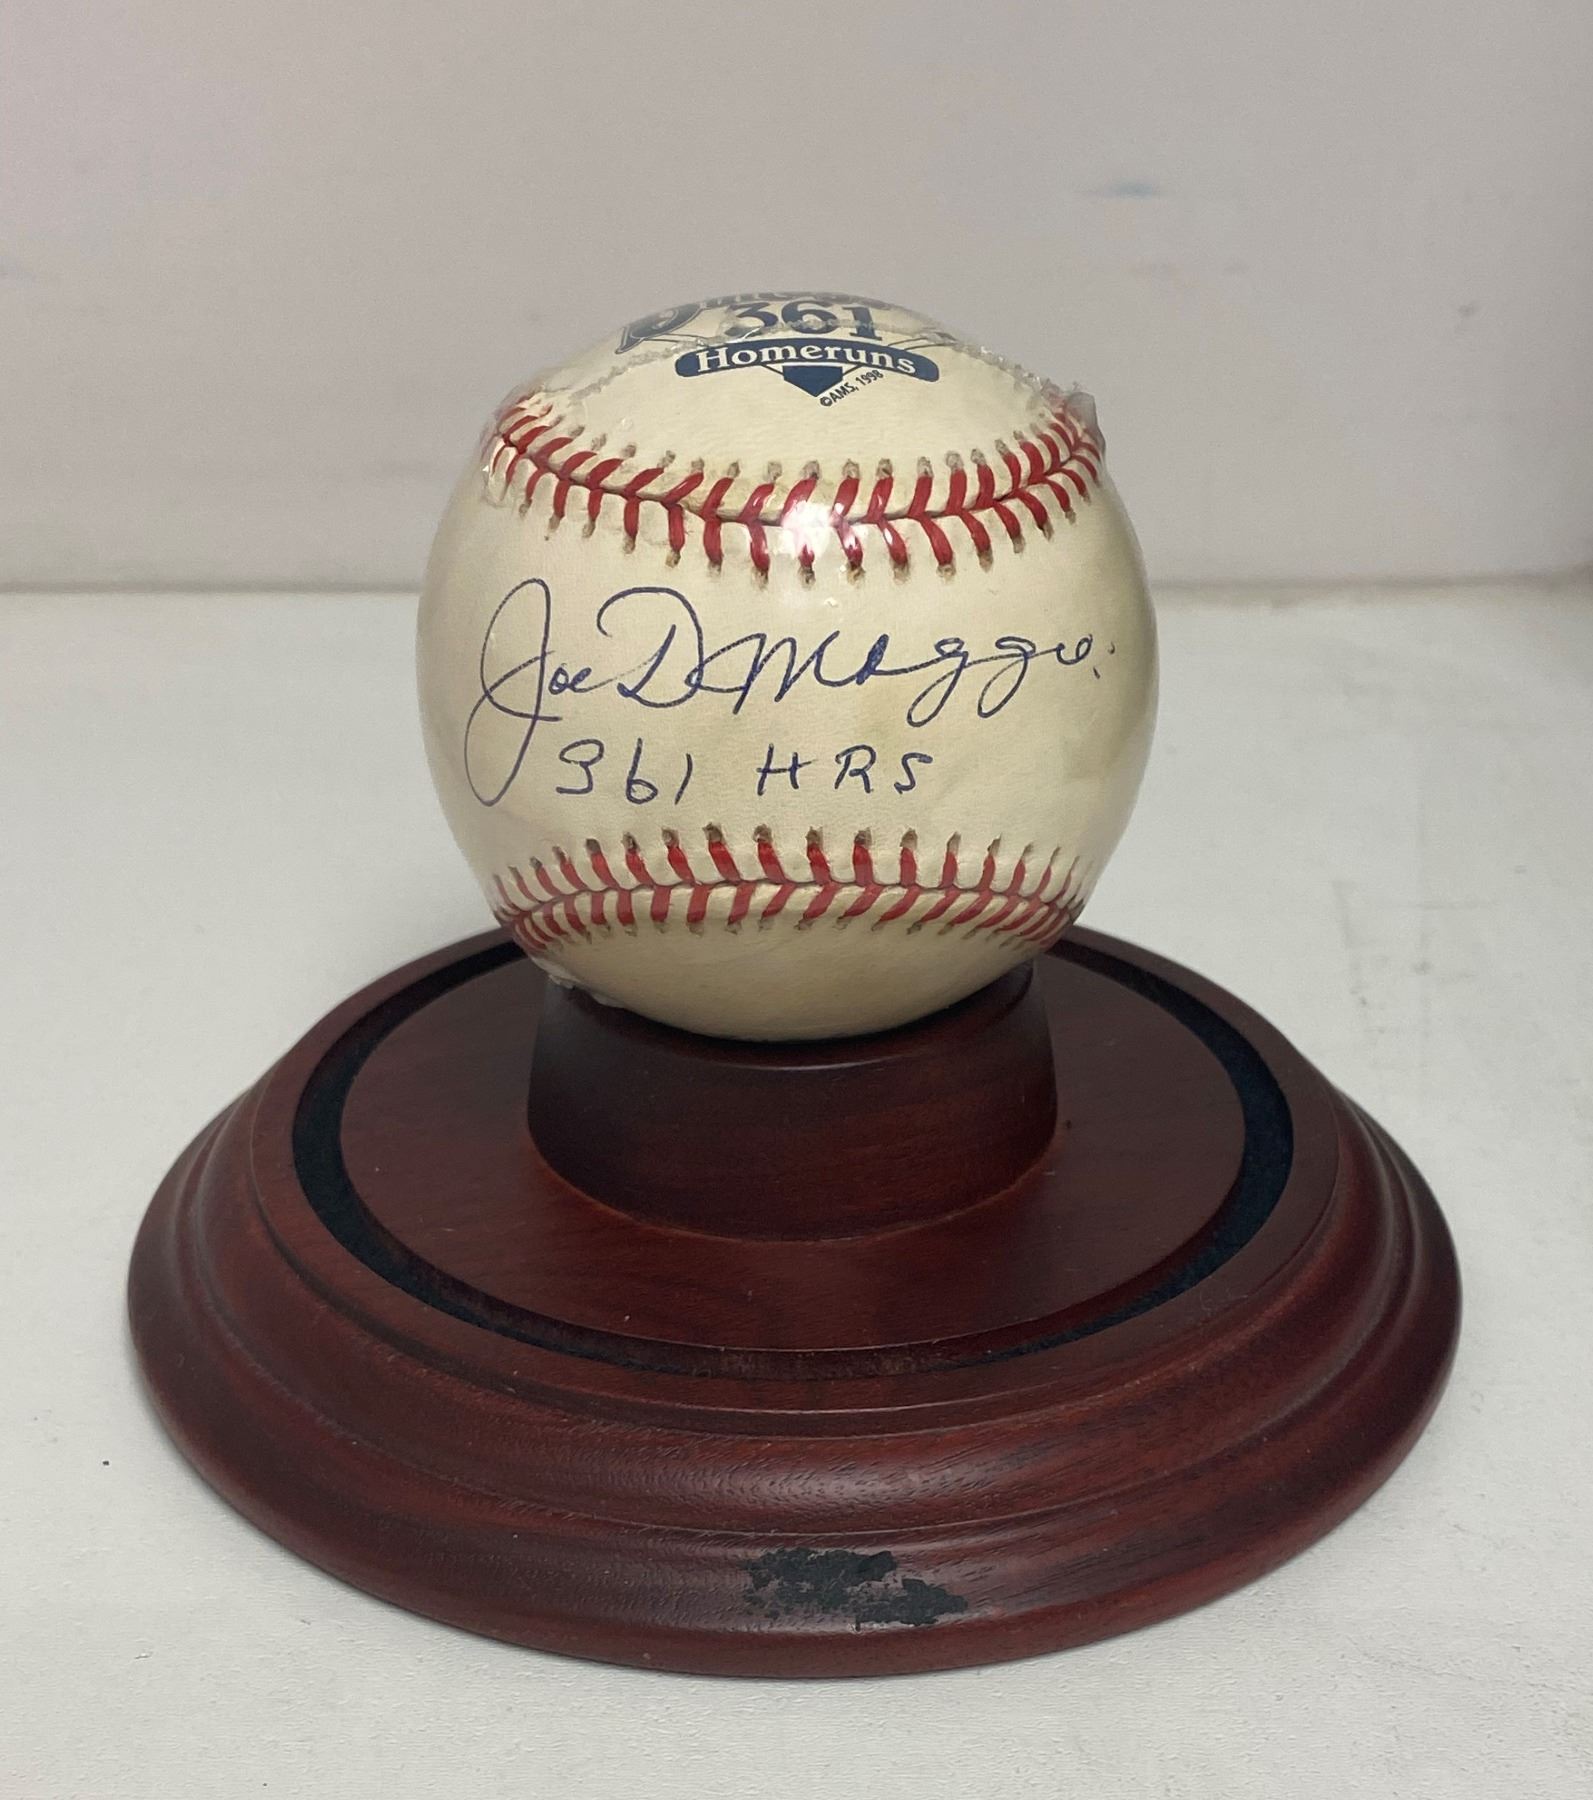 361
Homeruns
©AMS, 1998
Joe DiMaggio
361 HRS